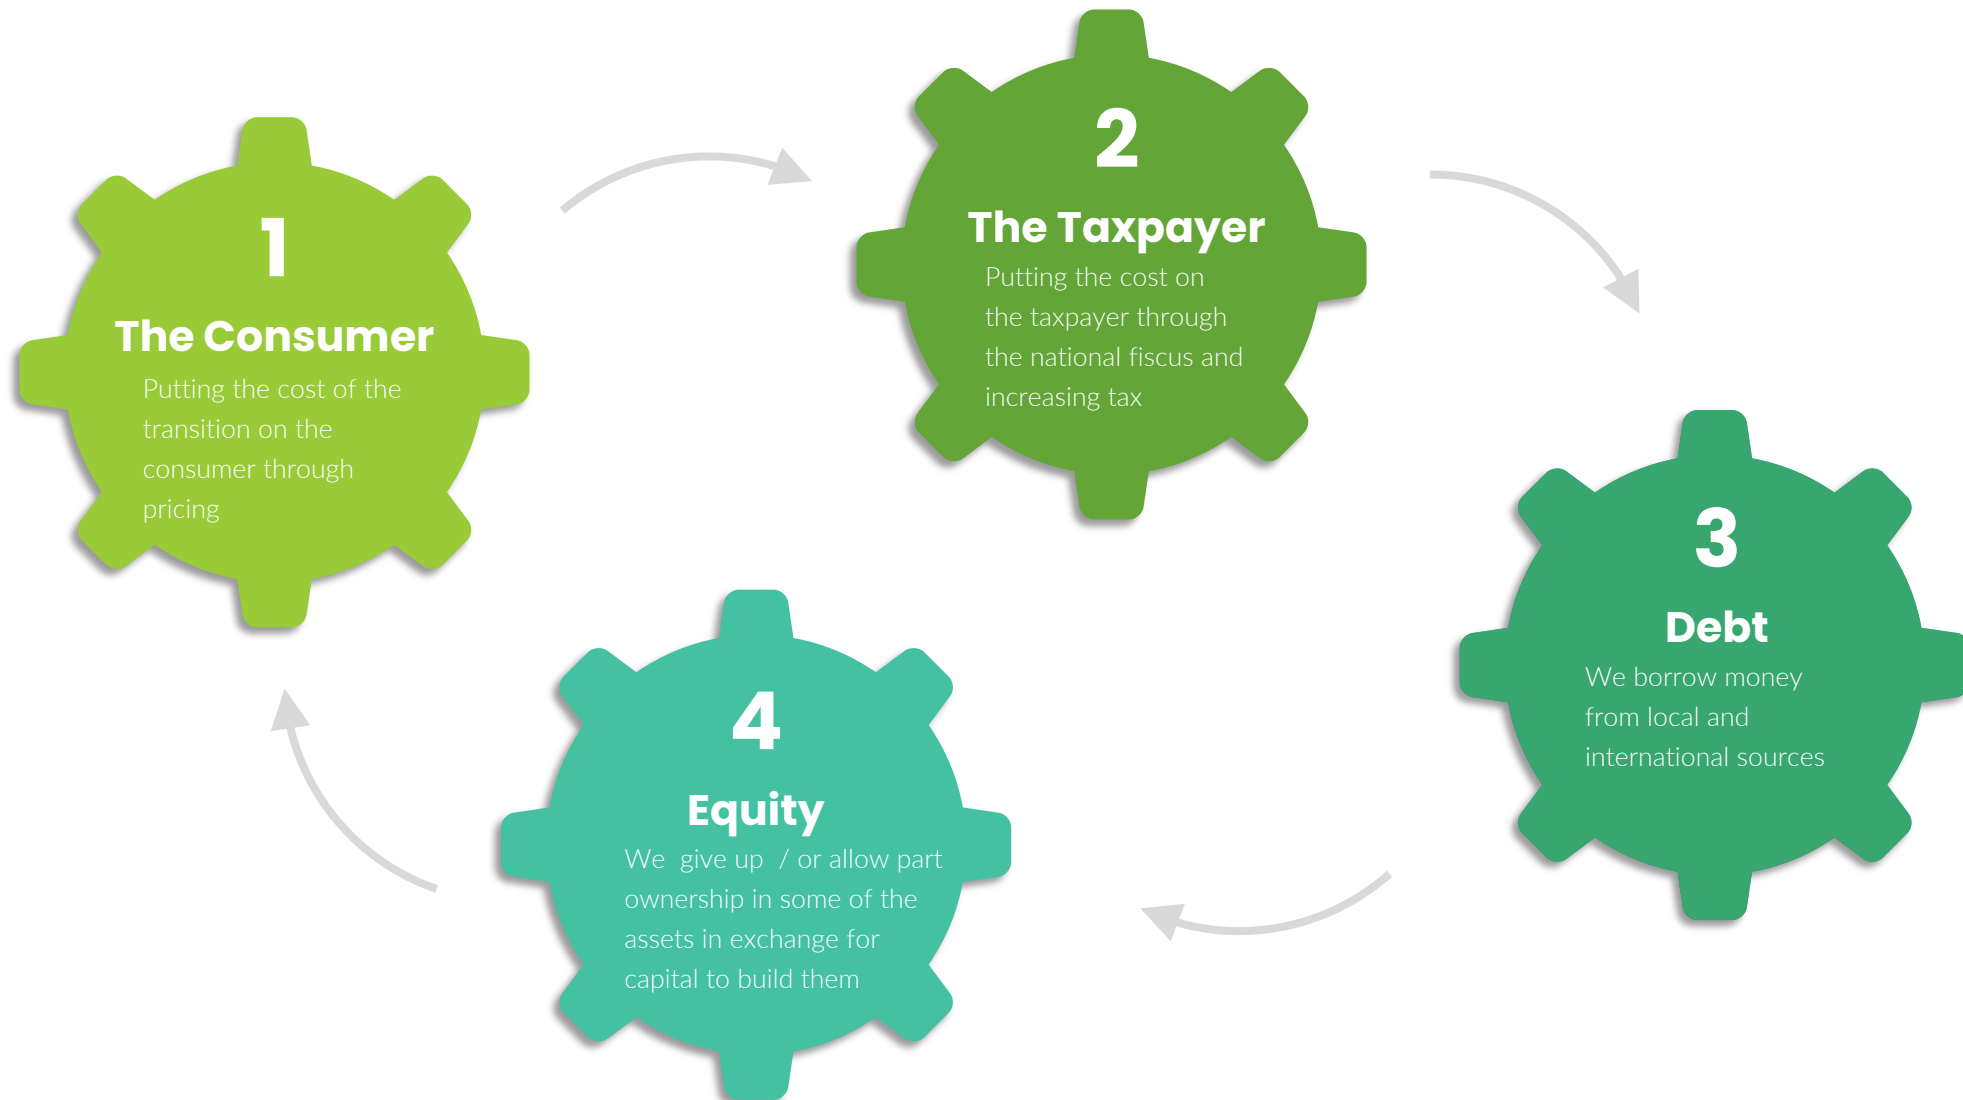 1
The Consumer
Putting the cost of the
transition on the
consumer through
pricing
2
The Taxpayer
Putting the cost on
the taxpayer through
the national fiscus and
increasing tax
3
Debt
We borrow money
from local and
international sources
4
Equity
We  give up  / or allow part
ownership in some of the
assets in exchange for
capital to build them